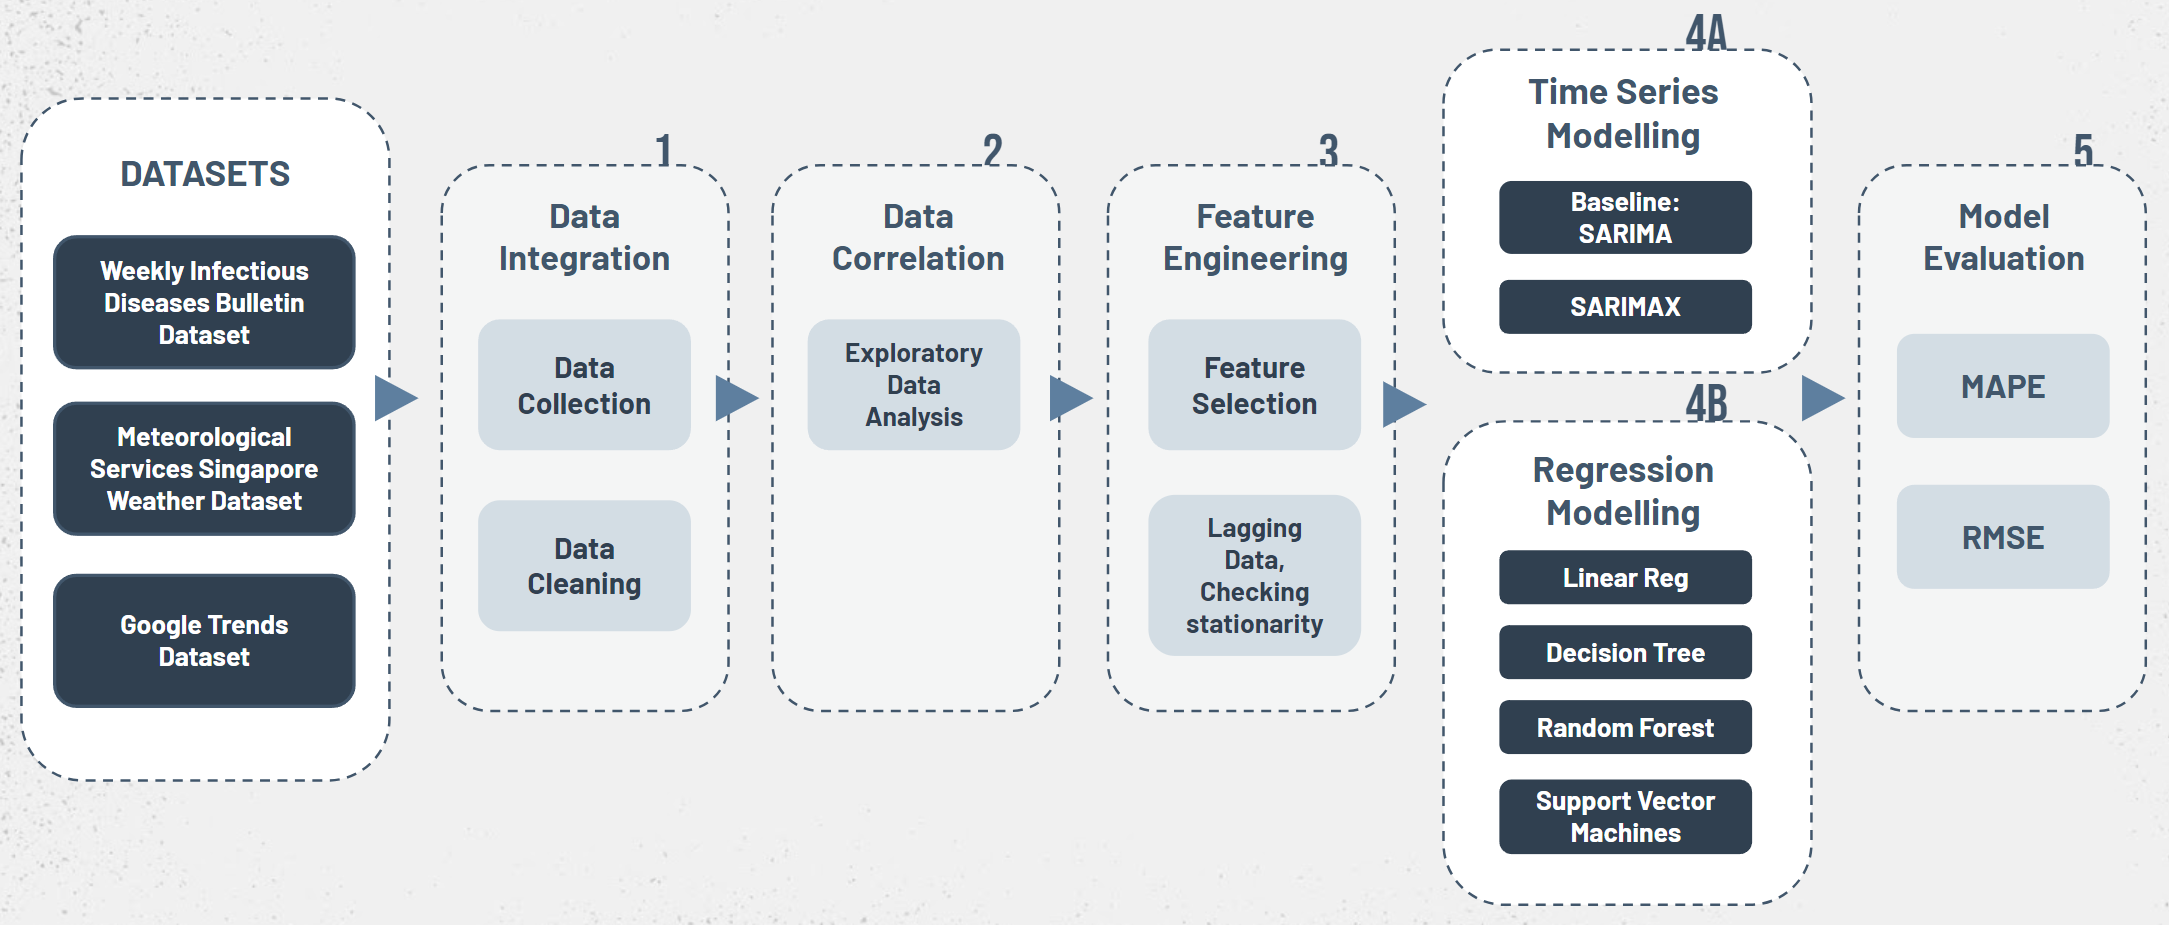 DATASETS
Weekly Infectious
Diseases Bulletin
Dataset
Meteorological
Services Singapore
Weather Dataset
Google Trends
Dataset
1
Data
Integration
Data
Collection
Data
Cleaning
2
Data
Correlation
Exploratory
Data
Analysis
3
Feature
Engineering
Feature
Selection
Lagging
Data,
Checking
stationarity
4A
Time Series
Modelling
Baseline:
SARIMA
SARIMAX
4B
Regression
Modelling
Linear Reg
Decision Tree
Random Forest
Support Vector
Machines
5
Model
Evaluation
MAPE
RMSE